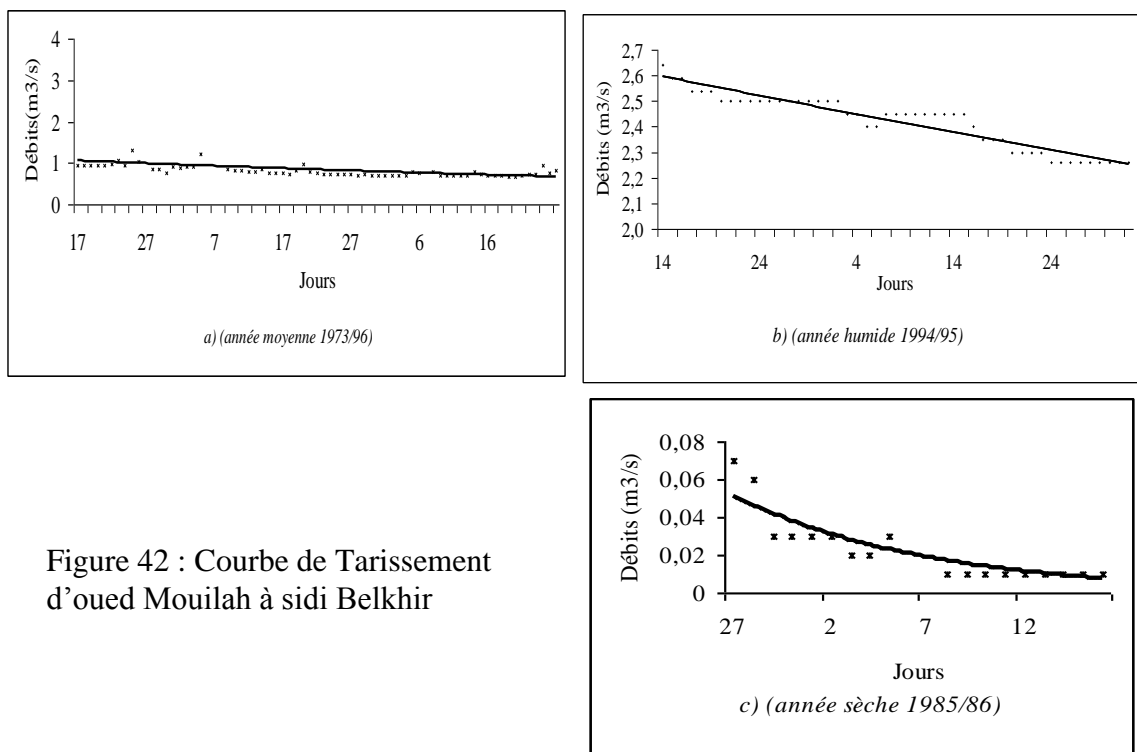 4
3
2
1
0
Débits(m3/s)
17 27 7 17 27 6 16
Jours
a) (année moyenne 1973/96)
2,7
2,6
2,5
2,4
2,3
2,2
2,1
2,0
Débits (m3/s)
14 24 4 14 24
Jours
b) (année humide 1994/95)
0,08
0,06
0,04
0,02
0
Débits (m3/s)
27 2 7 12
Jours
c) (année sèche 1985/86)
Figure 42 : Courbe de Tarissement
d’oued Mouilah à sidi Belkhir